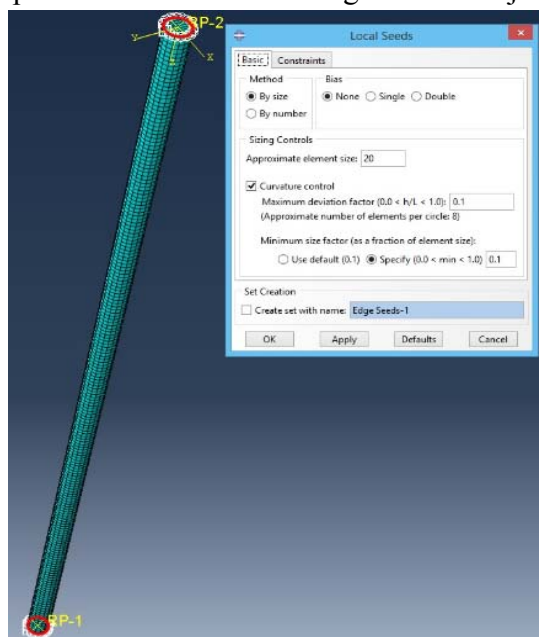 RP-2
Y
X
Z
RP-1
Local Seeds
Basic Constraints
Method
Bias
By size
By number
None Single Double
Sizing Controls
Approximate element size: 20
Curvature control
Maximum deviation factor (0.0 < h/L < 1.0): 0.1
(Approximate number of elements per circle: 8)
Minimum size factor (as a fraction of element size):
Use default (0.1) Specify (0.0 < min < 1.0) 0.1
Set Creation
Create set with name: Edge Seeds-1
OK Apply Defaults Cancel